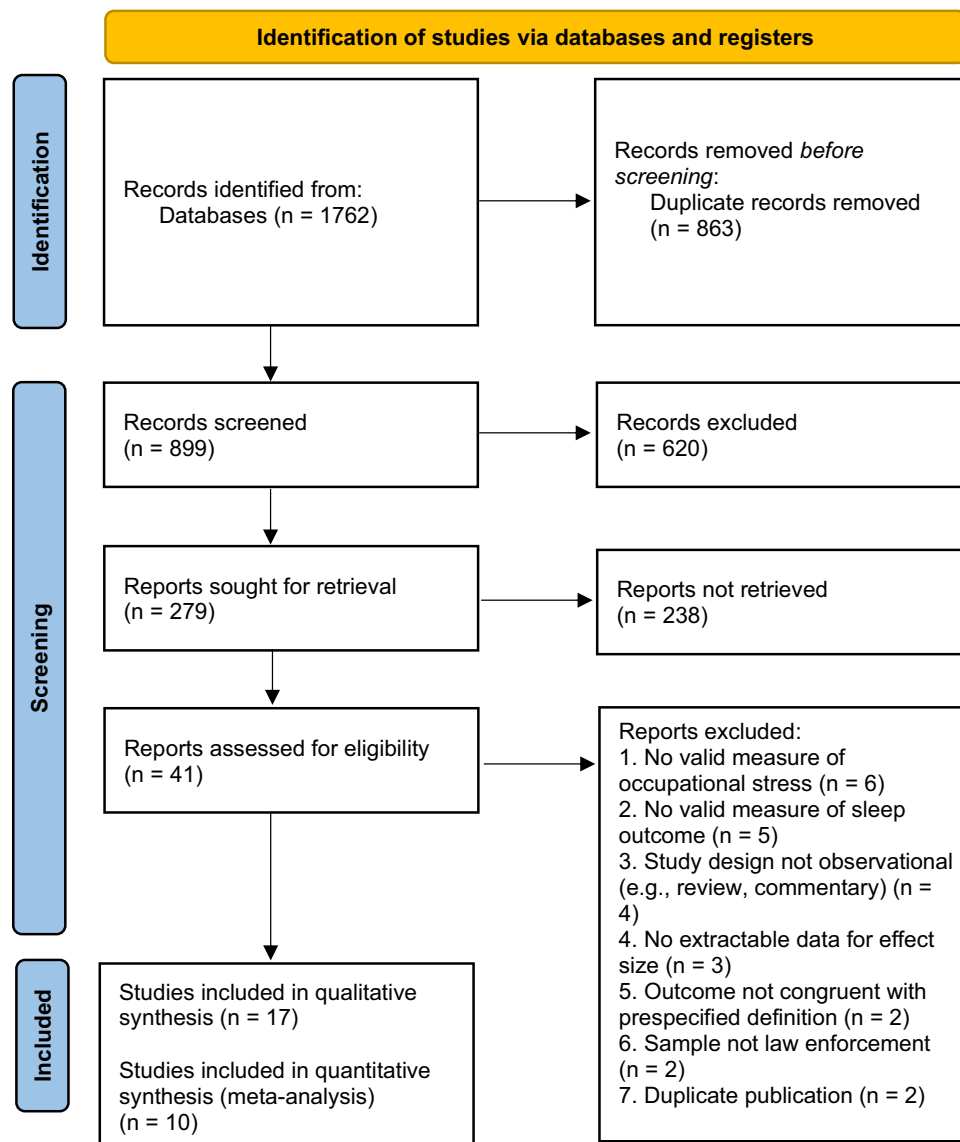 Identification of studies via databases and registers
Identification
Records identified from:
Databases (n = 1762)
Records removed before
screening:
Duplicate records removed
(n = 863)
Screening
Records screened
(n = 899)
Records excluded
(n = 620)
Reports sought for retrieval
(n = 279)
Reports not retrieved
(n = 238)
Reports assessed for eligibility
(n = 41)
Reports excluded:
1. No valid measure of
occupational stress (n = 6)
2. No valid measure of sleep
outcome (n = 5)
3. Study design not observational
(e.g., review, commentary) (n =
4)
4. No extractable data for effect
size (n = 3)
5. Outcome not congruent with
prespecified definition (n = 2)
6. Sample not law enforcement
(n = 2)
7. Duplicate publication (n = 2)
Included
Studies included in qualitative
synthesis (n = 17)
Studies included in quantitative
synthesis (meta-analysis)
(n = 10)